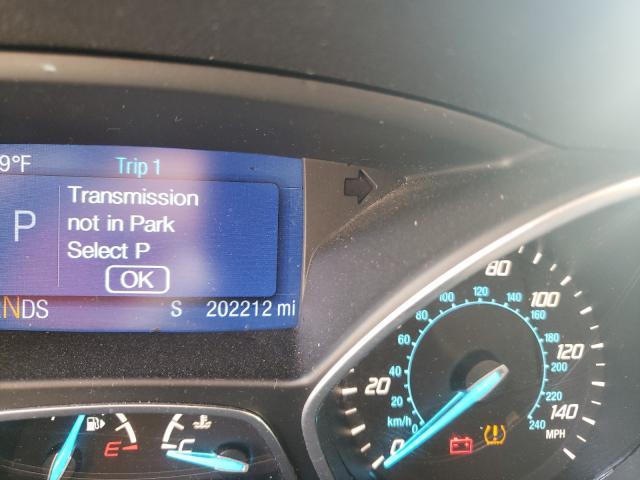 9°F Trip 1
P
Transmission
not in Park
Select P
OK
NDS S 202212 mi
0 20 80 100 120 140
MPH
km/h
0 20 40 60 80 100 120 140 160 180 200 220 240
E
C